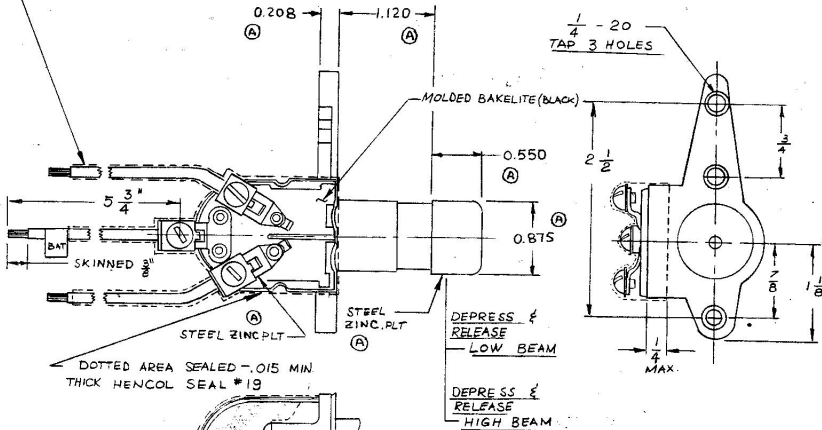 0.208
1.120
Ⓐ
Ⓐ
1/4 - 20
TAP 3 HOLES
MOLDED BAKELITE (BLACK)
0.550
Ⓐ
2 1/2
3/4
5 3/4"
Ⓐ
0.875
BAT
SKINNED 3/8"
7/8
1 1/8
STEEL ZINC PLT
Ⓐ
STEEL
ZINC PLT
Ⓐ
DEPRESS &
RELEASE
LOW BEAM
1/4
MAX.
DOTTED AREA SEALED -.015 MIN.
THICK HENCOL SEAL #19
DEPRESS &
RELEASE
HIGH BEAM